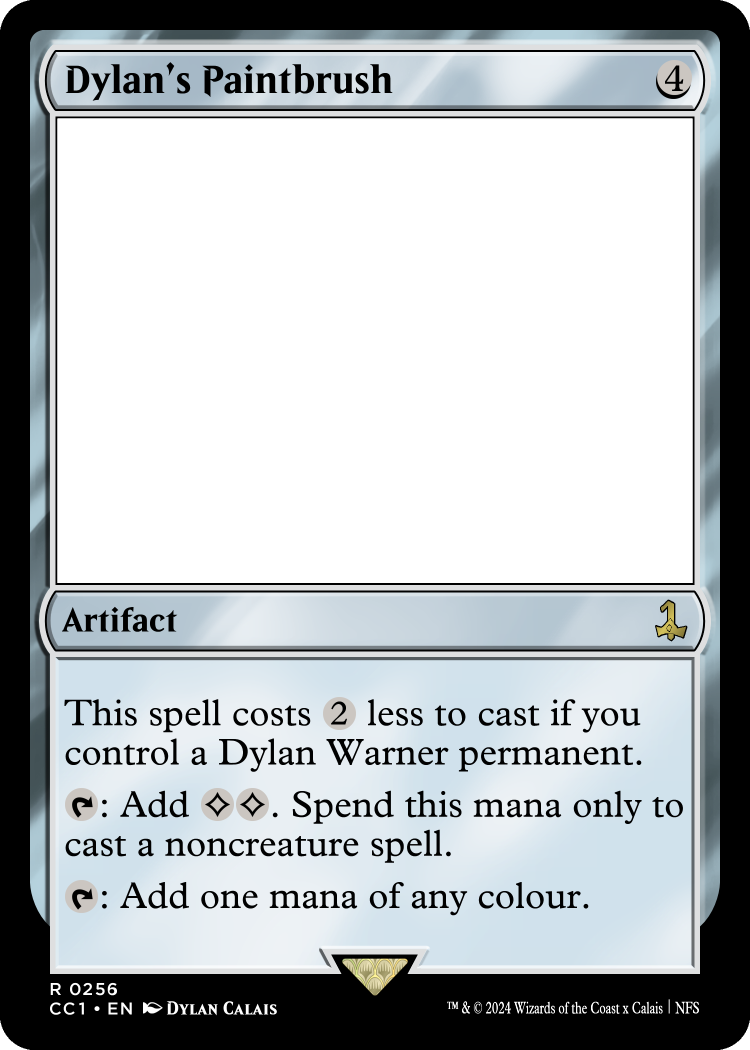 Dylan's Paintbrush 4
Artifact
This spell costs 2 less to cast if you
control a Dylan Warner permanent.
: Add . Spend this mana only to
cast a noncreature spell.
: Add one mana of any colour.
R 0256
CC1 • EN Dylan Calais
™ & © 2024 Wizards of the Coast x Calais | NFS